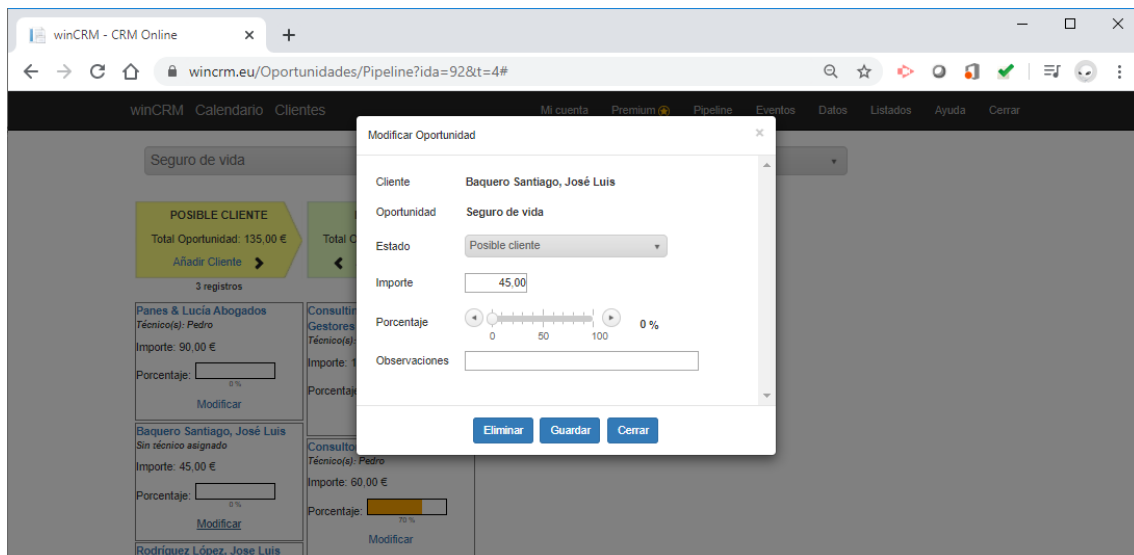 winCRM - CRM Online
wincrm.eu/Oportunidades/Pipeline?ida=92&t=4#
winCRM Calendario Clientes Mi cuenta Premium Pipeline Eventos Datos Listados Ayuda Cerrar
Seguro de vida
POSIBLE CLIENTE
Total Oportunidad: 135,00 €
Añadir Cliente
3 registros
Panes & Lucía Abogados
Técnico(s): Pedro
Importe: 90,00 €
Porcentaje:
0 %
Modificar
Baquero Santiago, José Luis
Sin técnico asignado
Importe: 45,00 €
Porcentaje:
0 %
Modificar
Rodríguez López, Jose Luis
Total
Gestores
Técnico(s):
Importe:
Técnico(s): Pedro
Importe: 60,00 €
Porcentaje:
70 %
Modificar
Modificar Oportunidad
×
Cliente Baquero Santiago, José Luis
Oportunidad Seguro de vida
Estado Posible cliente
Importe 45,00
Porcentaje 0 %
0 50 100
Observaciones
Eliminar Guardar Cerrar